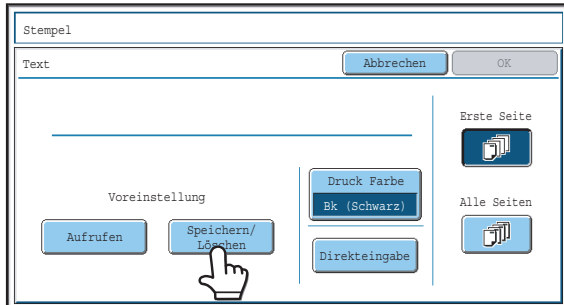 Stempel
Text
Abbrechen
OK
Erste Seite
Druck Farbe
Bk (Schwarz)
Voreinstellung
Alle Seiten
Aufrufen
Speichern/
Löschen
Direkteingabe